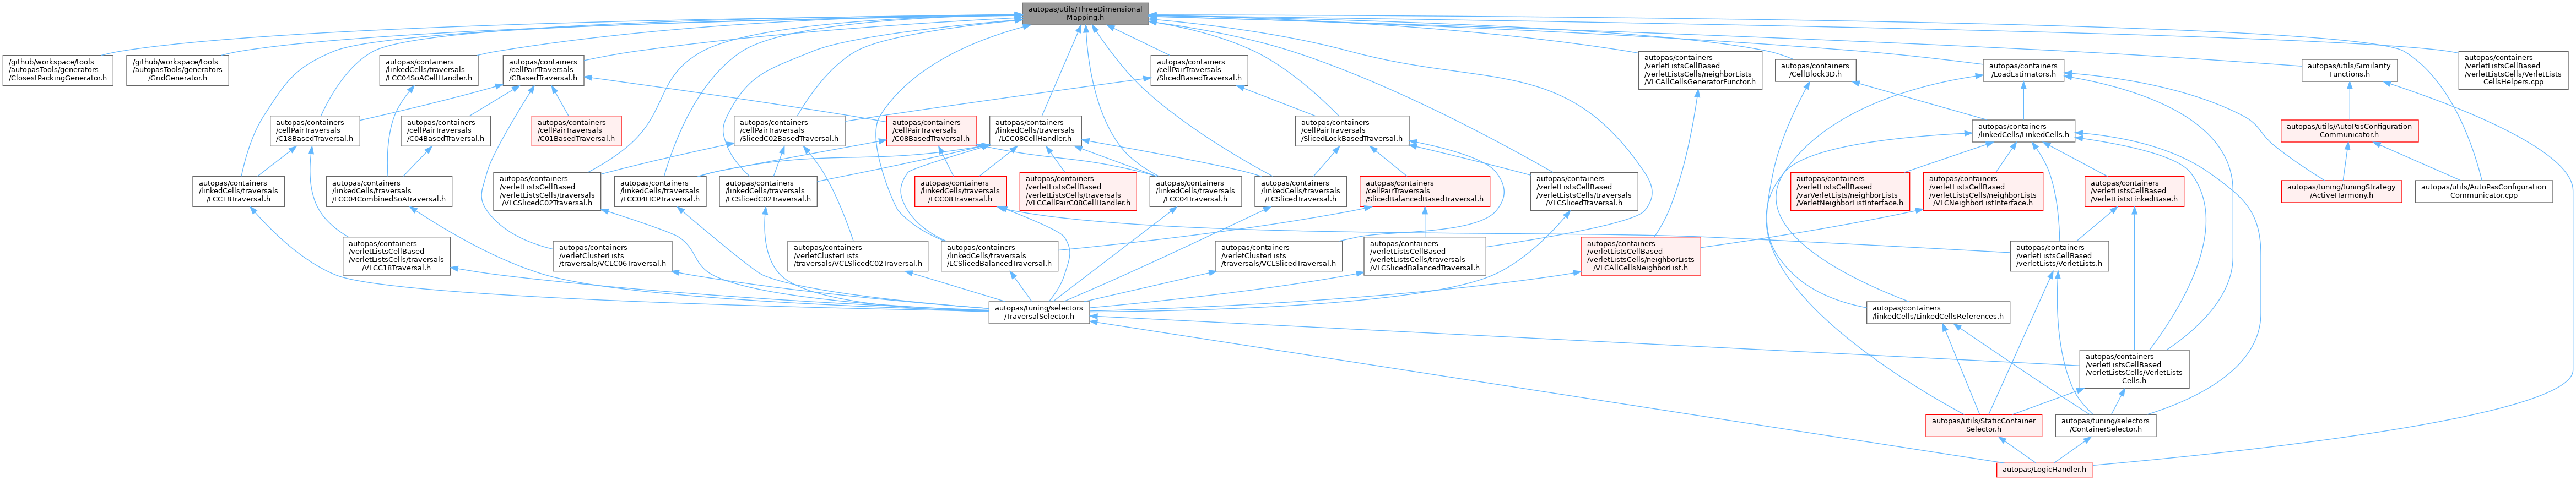 autopas/utils/ThreeDimensional
Mapping.h
/github/workspace/tools
/autopasTools/generators
/ClosestPackingGenerator.h
/github/workspace/tools
/autopasTools/generators
/GridGenerator.h
autopas/containers
/linkedCells/traversals
/LCC04SoACellHandler.h
autopas/containers
/cellPairTraversals
/CBasedTraversal.h
autopas/containers
/cellPairTraversals
/SlicedBasedTraversal.h
autopas/containers
/verletListsCellBased
/verletListsCells/neighborLists
/VLCAllCellsGeneratorFunctor.h
autopas/containers
/CellBlock3D.h
autopas/containers
/LoadEstimators.h
autopas/utils/Similarity
Functions.h
autopas/containers
/verletListsCellBased
/verletListsCells/VerletLists
CellsHelpers.cpp
autopas/containers
/cellPairTraversals
/C18BasedTraversal.h
autopas/containers
/cellPairTraversals
/C04BasedTraversal.h
autopas/containers
/cellPairTraversals
/C01BasedTraversal.h
autopas/containers
/cellPairTraversals
/SlicedC02BasedTraversal.h
autopas/containers
/cellPairTraversals
/C08BasedTraversal.h
autopas/containers
/linkedCells/traversals
/LCC08CellHandler.h
autopas/containers
/cellPairTraversals
/SlicedLockBasedTraversal.h
autopas/containers
/linkedCells/LinkedCells.h
autopas/utils/AutoPasConfiguration
Communicator.h
autopas/containers
/linkedCells/traversals
/LCC18Traversal.h
autopas/containers
/linkedCells/traversals
/LCC04CombinedSoATraversal.h
autopas/containers
/verletListsCellBased
/verletListsCells/traversals
/VLCSlicedC02Traversal.h
autopas/containers
/linkedCells/traversals
/LCC04HCPTraversal.h
autopas/containers
/linkedCells/traversals
/LCSlicedC02Traversal.h
autopas/containers
/linkedCells/traversals
/LCC08Traversal.h
autopas/containers
/verletListsCellBased
/verletListsCells/traversals
/VLCCellPairC08CellHandler.h
autopas/containers
/linkedCells/traversals
/LCC04Traversal.h
autopas/containers
/linkedCells/traversals
/LCSlicedTraversal.h
autopas/containers
/cellPairTraversals
/SlicedBalancedBasedTraversal.h
autopas/containers
/verletListsCellBased
/verletListsCells/traversals
/VLCSlicedTraversal.h
autopas/containers
/verletListsCellBased
/varVerletLists/neighborLists
/VerletNeighborListInterface.h
autopas/containers
/verletListsCellBased
/verletListsCells/neighborLists
/VLCNeighborListInterface.h
autopas/containers
/verletListsCellBased
/VerletListsLinkedBase.h
autopas/tuning/tuningStrategy
/ActiveHarmony.h
autopas/utils/AutoPasConfiguration
Communicator.cpp
autopas/containers
/verletListsCellBased
/verletListsCells/traversals
/VLCC18Traversal.h
autopas/containers
/verletClusterLists
/traversals/VCLC06Traversal.h
autopas/containers
/verletClusterLists
/traversals/VCLSlicedC02Traversal.h
autopas/containers
/linkedCells/traversals
/LCSlicedBalancedTraversal.h
autopas/containers
/verletClusterLists
/traversals/VCLSlicedTraversal.h
autopas/containers
/verletListsCellBased
/verletListsCells/traversals
/VLCSlicedBalancedTraversal.h
autopas/containers
/verletListsCellBased
/verletListsCells/neighborLists
/VLCAllCellsNeighborList.h
autopas/containers
/verletListsCellBased
/verletLists/VerletLists.h
autopas/tuning/selectors
/TraversalSelector.h
autopas/containers
/linkedCells/LinkedCellsReferences.h
autopas/containers
/verletListsCellBased
/verletListsCells/VerletLists
Cells.h
autopas/utils/StaticContainer
Selector.h
autopas/tuning/selectors
/ContainerSelector.h
autopas/LogicHandler.h